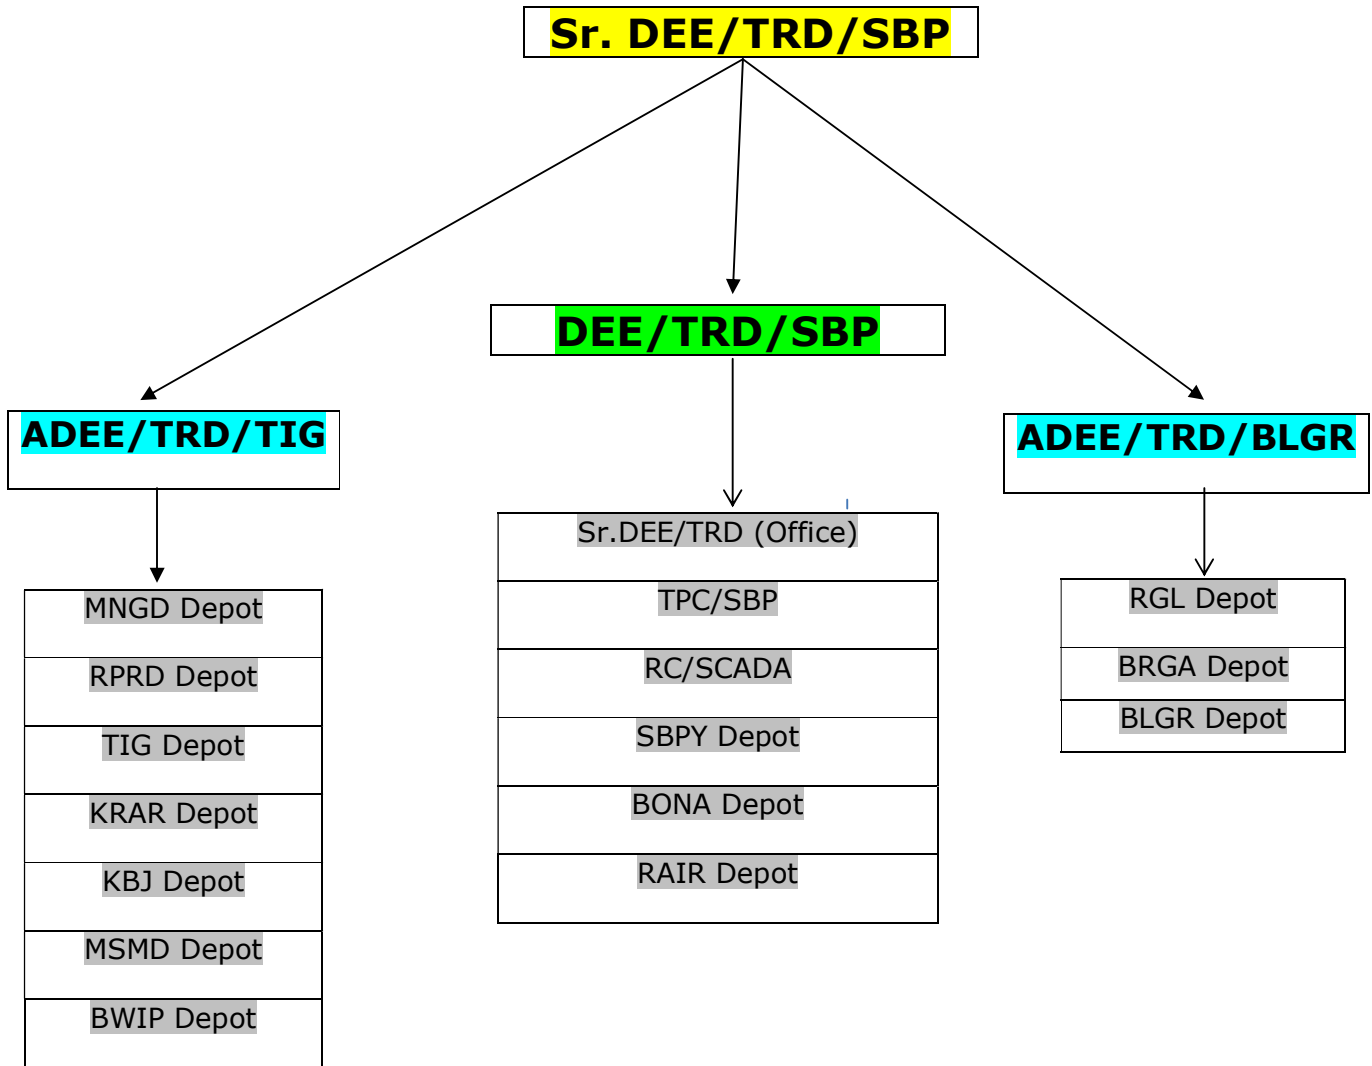 Sr. DEE/TRD/SBP
DEE/TRD/SBP
ADEE/TRD/TIG
ADEE/TRD/BLGR
MNGD Depot
RPRD Depot
TIG Depot
KRAR Depot
KBJ Depot
MSMD Depot
BWIP Depot
Sr.DEE/TRD (Office)
TPC/SBP
RC/SCADA
SBPY Depot
BONA Depot
RAIR Depot
RGL Depot
BRGA Depot
BLGR Depot